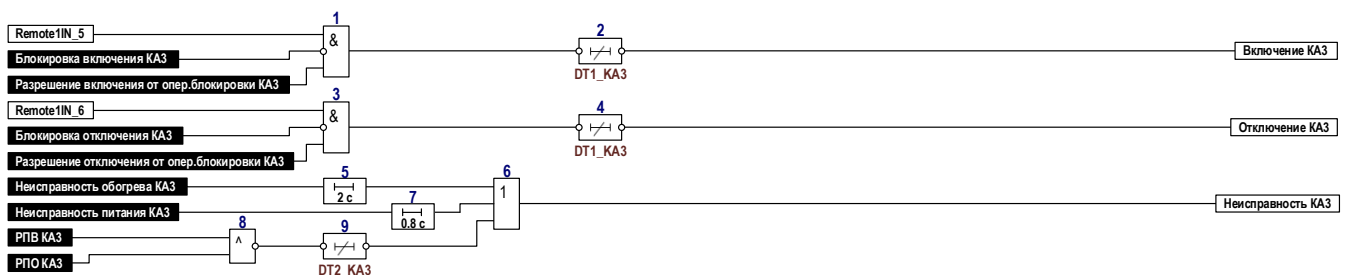 1
Remote1IN_5
&
2
Блокировка включения КА3
Включение КА3
Разрешение включения от опер.блокировки КА3
DT1_KA3
3
Remote1IN_6
&
4
Блокировка отключения КА3
Отключение КА3
Разрешение отключения от опер.блокировки КА3
DT1_KA3
5
6
Неисправность обогрева КА3
2 с
1
7
Неисправность питания КА3
0.8 с
Неисправность КА3
8
9
РПВ КА3
^
РПО КА3
DT2_KA3